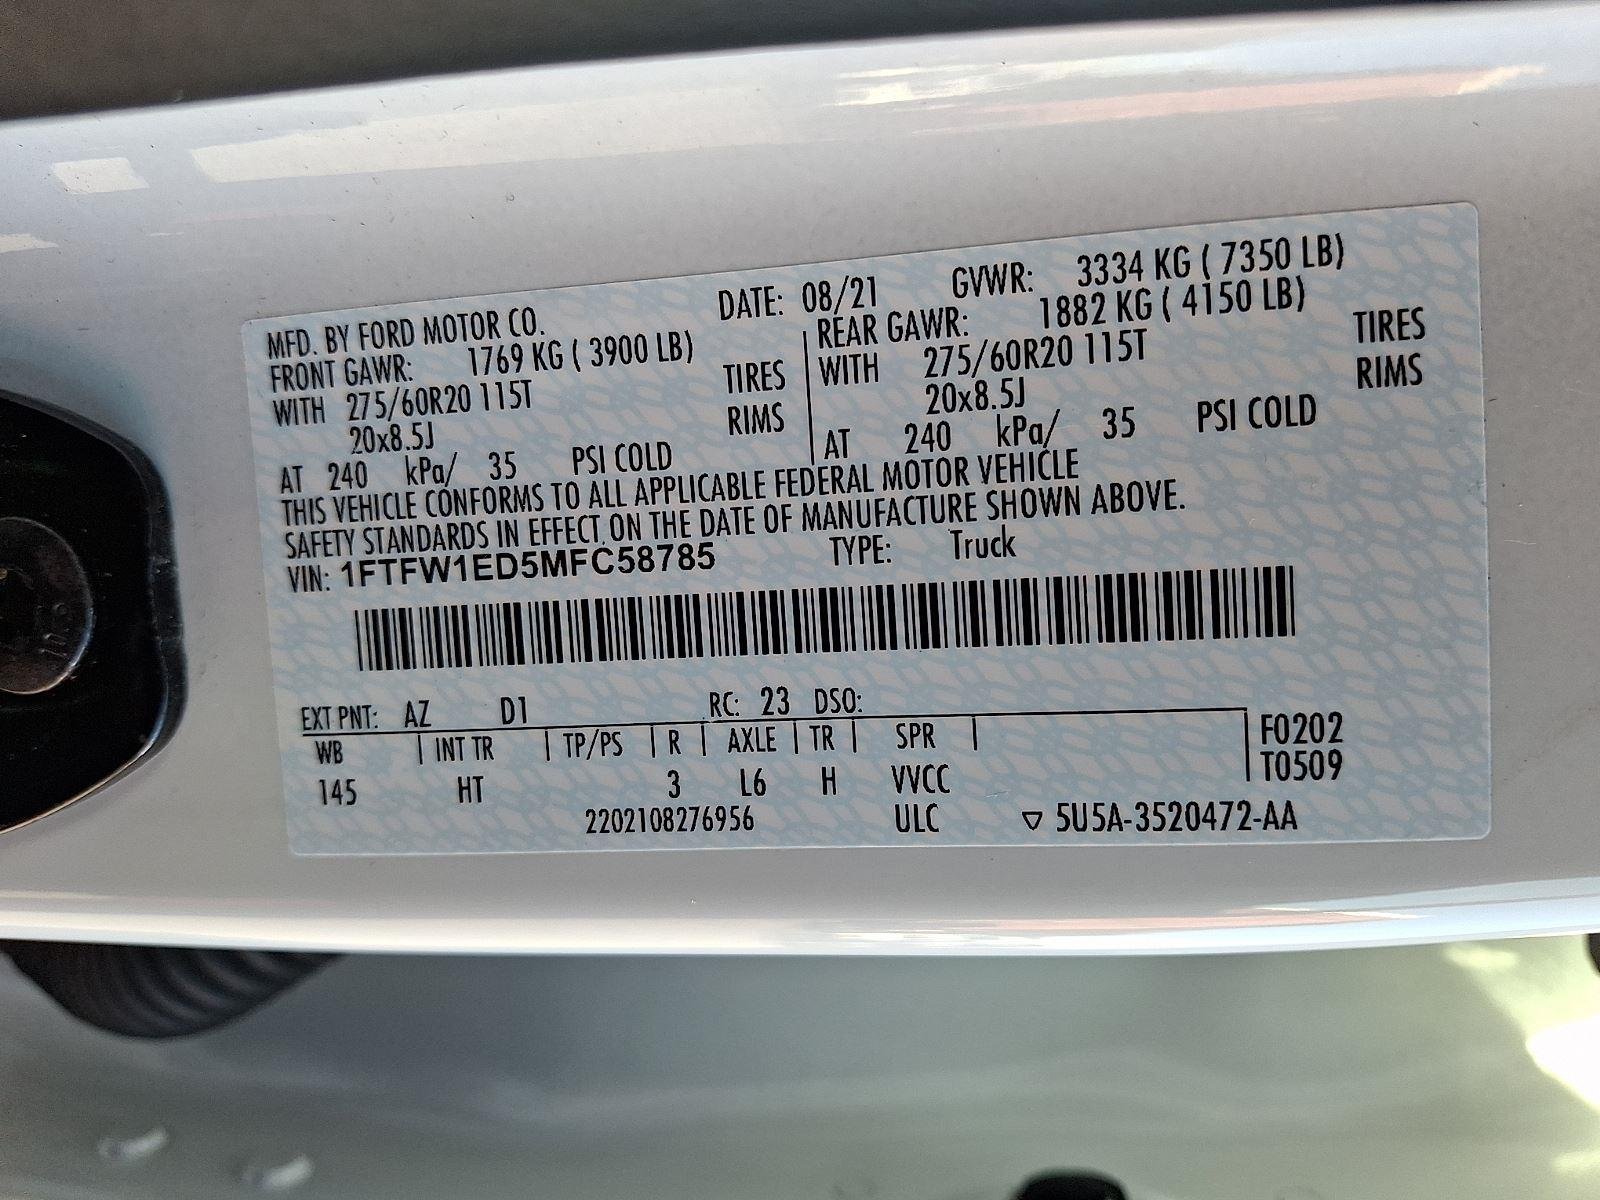 MFD. BY FORD MOTOR CO. DATE: 08/21 GVWR: 3334 KG ( 7350 LB)
FRONT GAWR: 1769 KG ( 3900 LB)
WITH 275/60R20 115T TIRES
20x8.5J RIMS
AT 240 kPa/ 35 PSI COLD
REAR GAWR: 1882 KG ( 4150 LB)
WITH 275/60R20 115T TIRES
20x8.5J RIMS
AT 240 kPa/ 35 PSI COLD
THIS VEHICLE CONFORMS TO ALL APPLICABLE FEDERAL MOTOR VEHICLE
SAFETY STANDARDS IN EFFECT ON THE DATE OF MANUFACTURE SHOWN ABOVE.
VIN: 1FTFW1ED5MFC58785 TYPE: Truck
EXT PNT: AZ D1 RC: 23 DSO:
WB | INT TR | TP/PS | R | AXLE | TR | SPR | F0202
145 HT 3 L6 H VVCC T0509
2202108276956 ULC ▽ 5U5A-3520472-AA